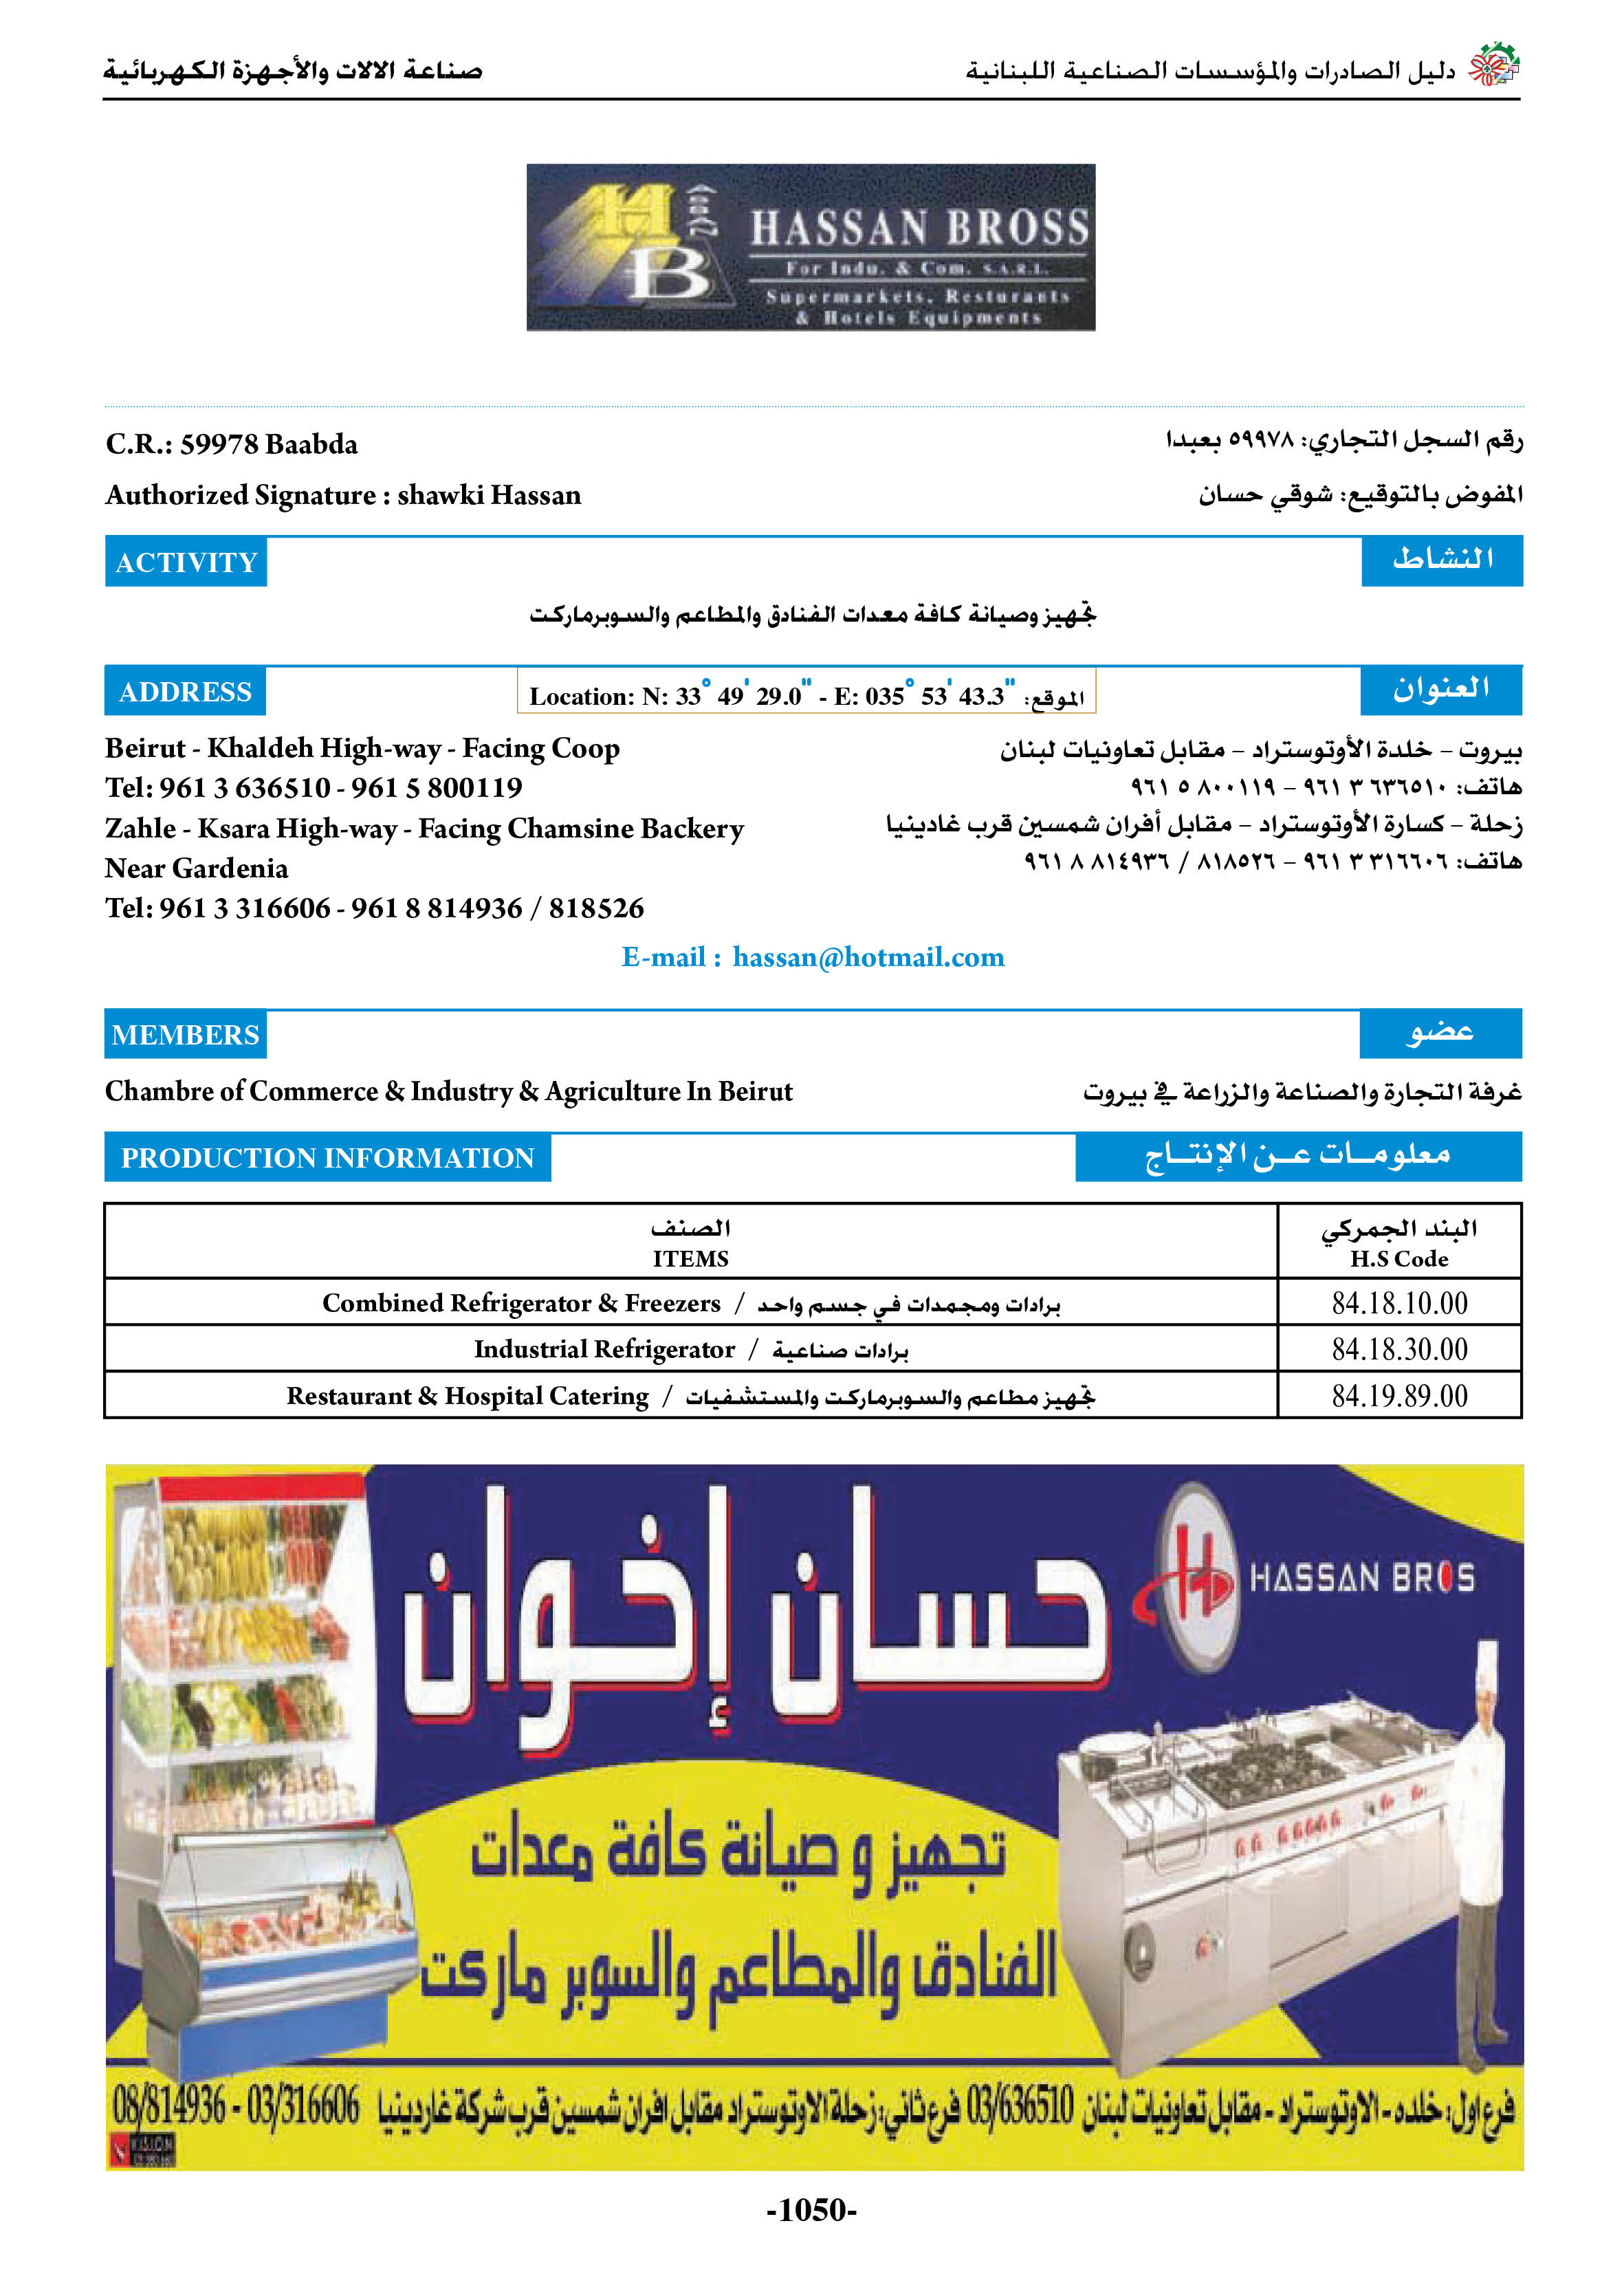 دليل الصادرات والمؤسسات الصناعية اللبنانية
صناعة الالات والأجهزة الكهربائية
HASSAN
HB
HASSAN BROSS
For Indu. & Com. S.A.R.L.
Supermarkets, Resturants
& Hotels Equipments
C.R.: 59978 Baabda
رقم السجل التجاري: ٥٩٩٧٨ بعبدا
Authorized Signature : shawki Hassan
المفوض بالتوقيع: شوقي حسان
ACTIVITY
النشاط
تجهيز وصيانة كافة معدات الفنادق والمطاعم والسوبرماركت
ADDRESS
Location: N: 33° 49' 29.0" - E: 035° 53' 43.3" الموقع:
العنوان
Beirut - Khaldeh High-way - Facing Coop
Tel: 961 3 636510 - 961 5 800119
Zahle - Ksara High-way - Facing Chamsine Backery
Near Gardenia
Tel: 961 3 316606 - 961 8 814936 / 818526
بيروت – خلدة الأوتوستراد – مقابل تعاونيات لبنان
هاتف: ٦٣٦٥١٠ ٣ ٩٦١ – ٨٠٠١١٩ ٥ ٩٦١
زحلة – كسارة الأوتوستراد – مقابل أفران شمسين قرب غادينيا
هاتف: ٣١٦٦٠٦ ٣ ٩٦١ – ٨١٨٥٢٦ / ٨١٤٩٣٦ ٨ ٩٦١
E-mail : hassan@hotmail.com
MEMBERS
عضو
Chambre of Commerce & Industry & Agriculture In Beirut
غرفة التجارة والصناعة والزراعة في بيروت
PRODUCTION INFORMATION
معلومات عن الإنتاج
الصنف
ITEMS
البند الجمركي
H.S Code
Combined Refrigerator & Freezers / برادات ومجمدات في جسم واحد
84.18.10.00
Industrial Refrigerator / برادات صناعية
84.18.30.00
Restaurant & Hospital Catering / تجهيز مطاعم والسوبرماركت والمستشفيات
84.19.89.00
حسان إخوان
HASSAN BROS
تجهيز و صيانة كافة معدات
الفنادق والمطاعم والسوبر ماركت
فرع اول: خلده - الاوتوستراد - مقابل تعاونيات لبنان 03/636510 فرع ثاني: زحلة الاوتوستراد مقابل افران شمسين قرب شركة غاردينيا 03/316606 - 08/814936
-1050-